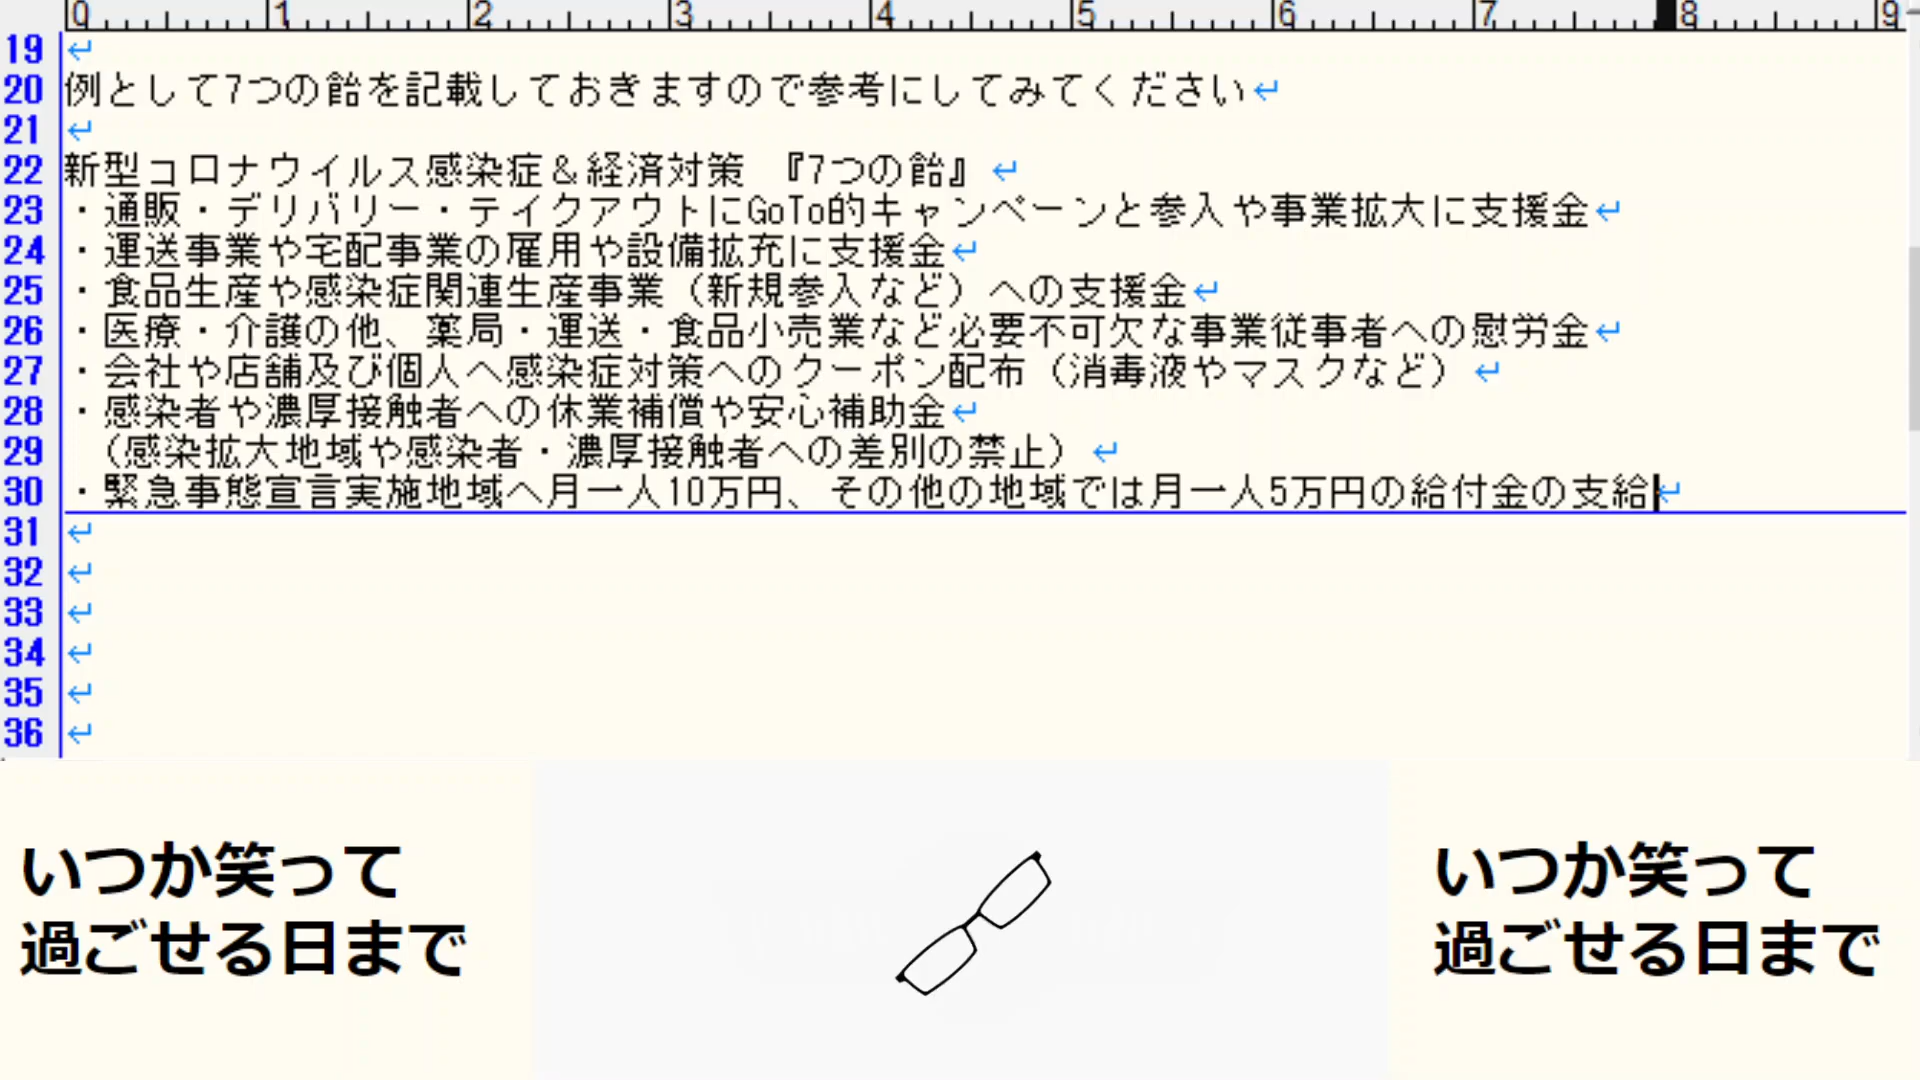 0 1 2 3 4 5 6 7 8 9
19
20 例として7つの飴を記載しておきますので参考にしてみてください
21
22 新型コロナウイルス感染症＆経済対策　『7つの飴』
23 ・通販・デリバリー・テイクアウトにGoTo的キャンペーンと参入や事業拡大に支援金
24 ・運送事業や宅配事業の雇用や設備拡充に支援金
25 ・食品生産や感染症関連生産事業（新規参入など）への支援金
26 ・医療・介護の他、薬局・運送・食品小売業など必要不可欠な事業従事者への慰労金
27 ・会社や店舗及び個人へ感染症対策へのクーポン配布（消毒液やマスクなど）
28 ・感染者や濃厚接触者への休業補償や安心補助金
29 　（感染拡大地域や感染者・濃厚接触者への差別の禁止）
30 ・緊急事態宣言実施地域へ月一人10万円、その他の地域では月一人5万円の給付金の支給
31
32
33
34
35
36
いつか笑って
過ごせる日まで
いつか笑って
過ごせる日まで